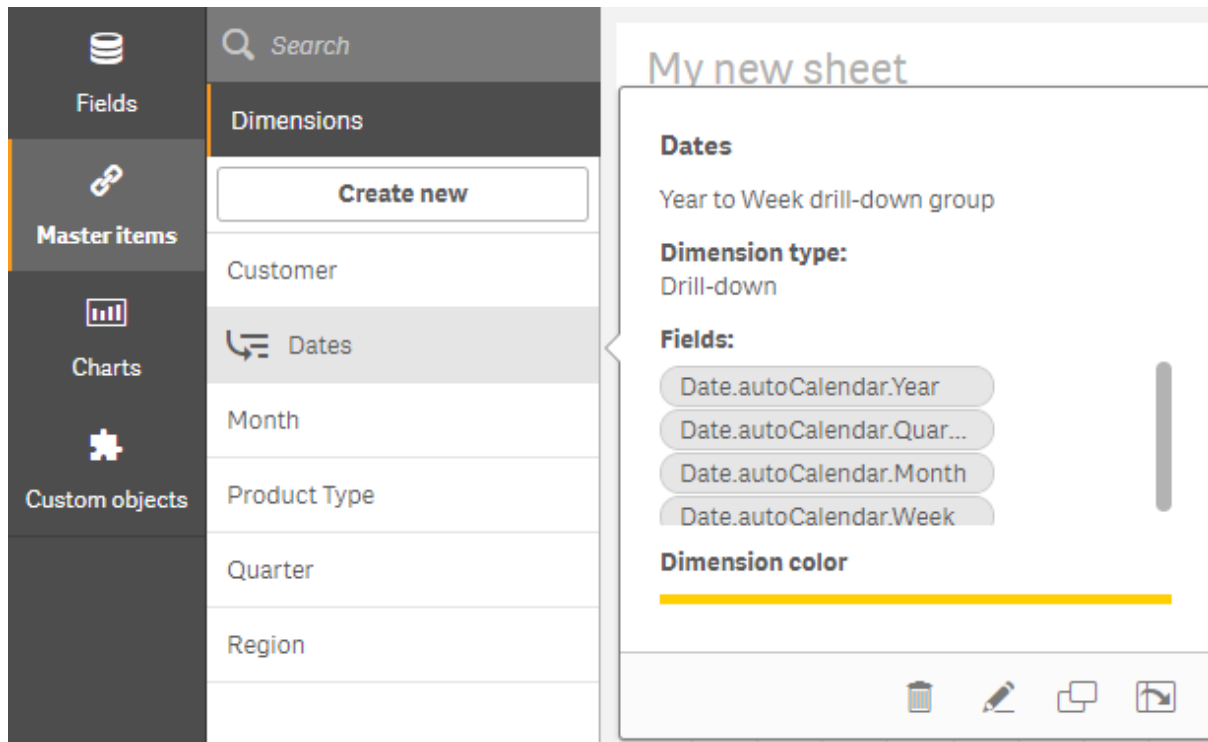 Fields
Master items
Charts
Custom objects
Search
Dimensions
Create new
Customer
Dates
Month
Product Type
Quarter
Region
My new sheet
Dates
Year to Week drill-down group
Dimension type:
Drill-down
Fields:
Date.autoCalendar.Year
Date.autoCalendar.Quar...
Date.autoCalendar.Month
Date.autoCalendar.Week
Dimension color